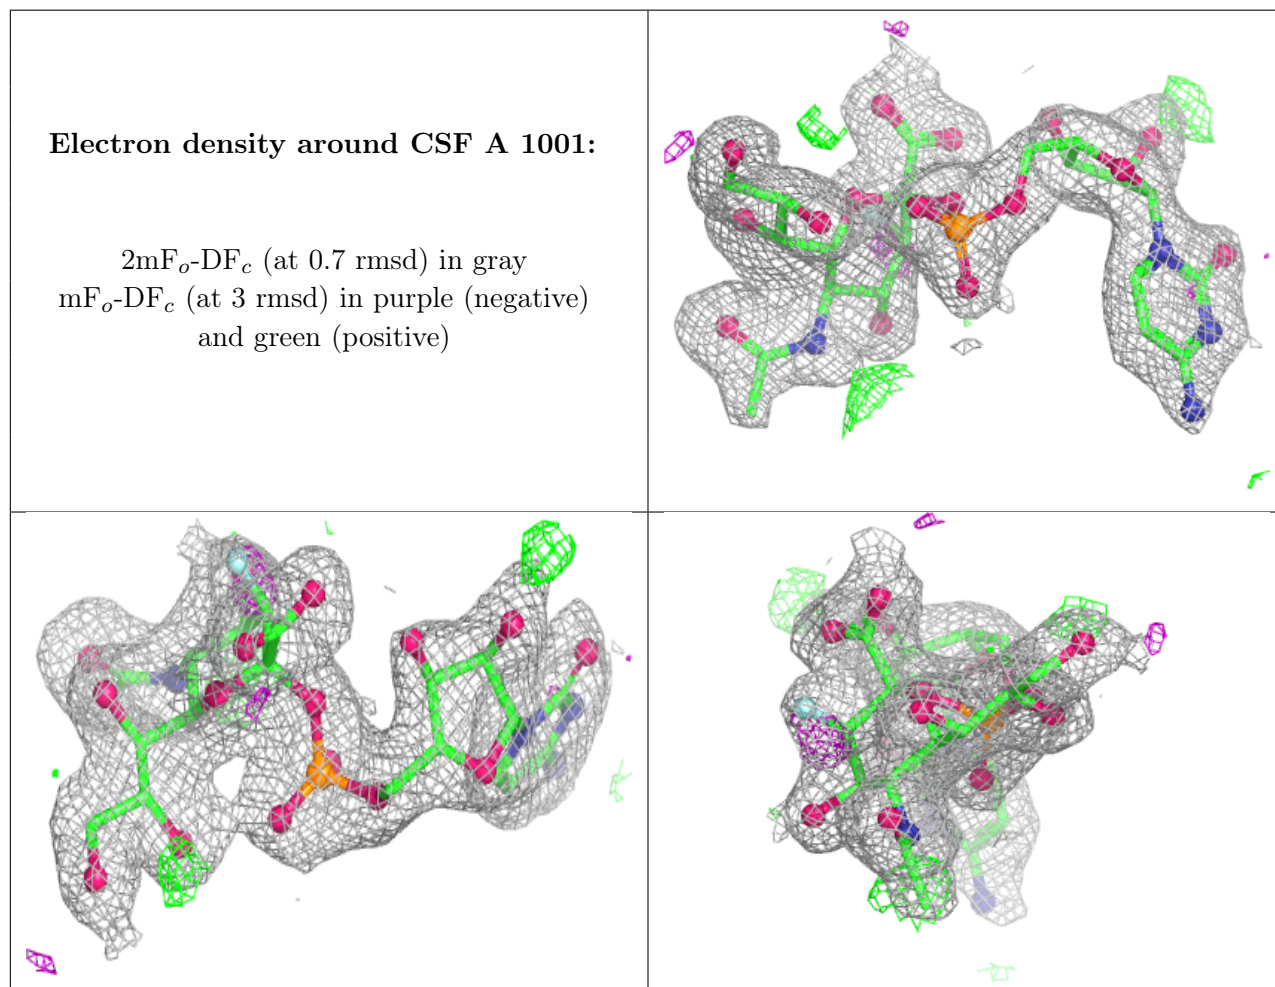 Electron density around CSF A 1001:
2mFo-DFc (at 0.7 rmsd) in gray
mFo-DFc (at 3 rmsd) in purple (negative)
and green (positive)